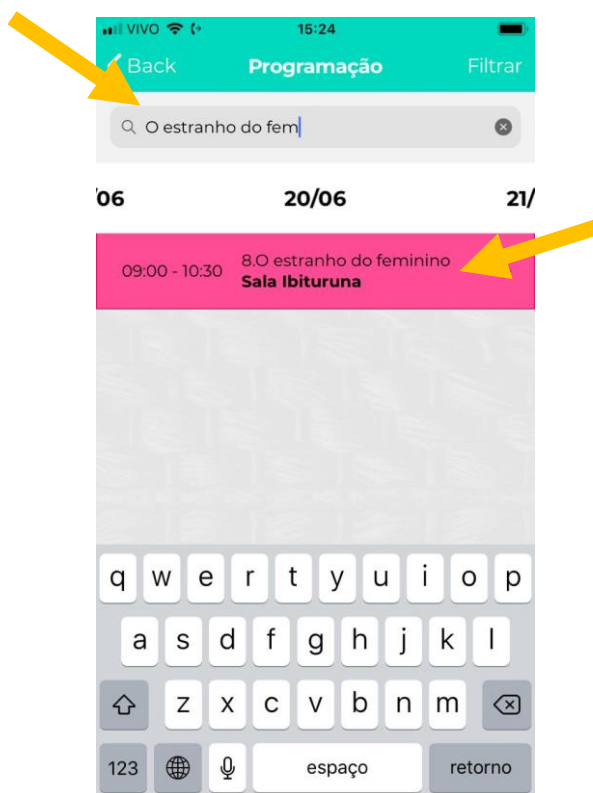 VIVO 15:24
Back Programação Filtrar
O estranho do fem
/06 20/06 21/
09:00 - 10:30 8.O estranho do feminino
Sala Ibituruna
q w e r t y u i o p
a s d f g h j k l
z x c v b n m
123 espaço retorno